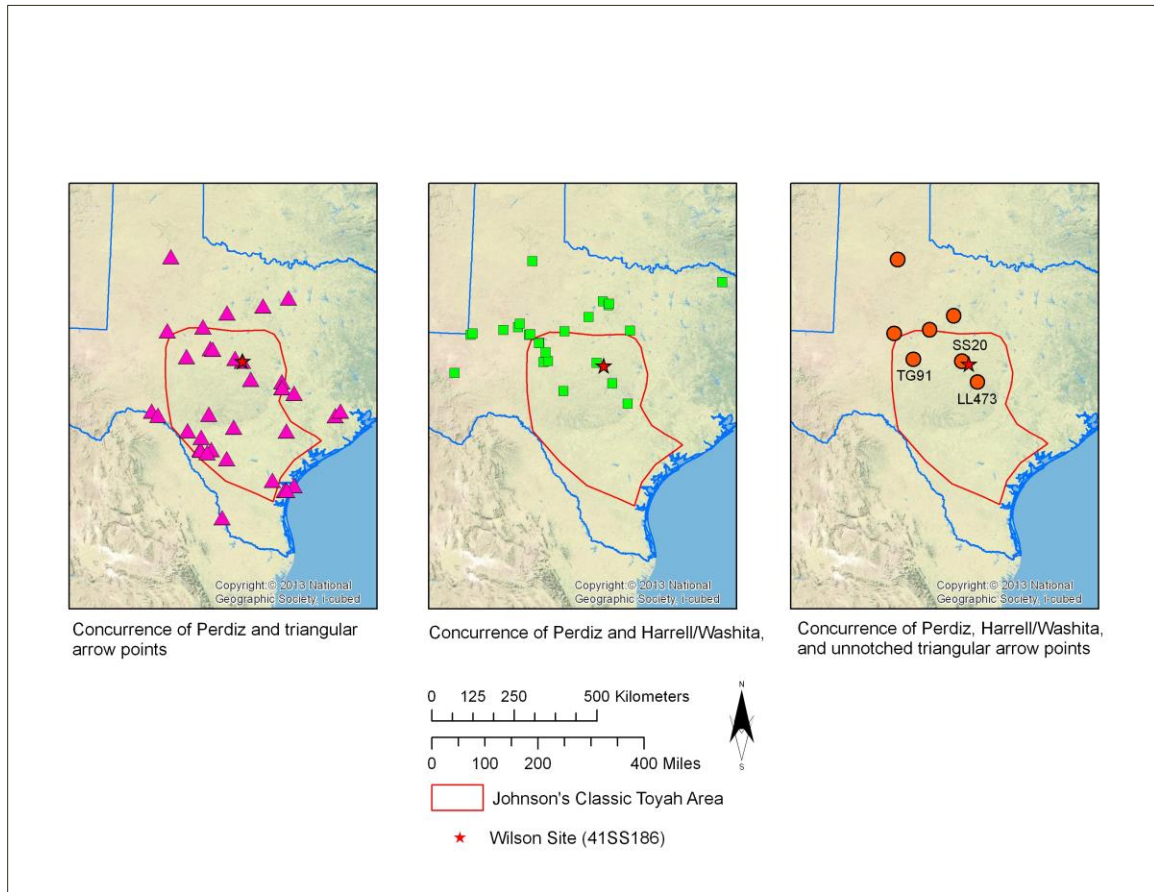 SS20
TG91
LL473
Copyright:© 2013 National
Geographic Society, i-cubed
Copyright:© 2013 National
Geographic Society, i-cubed
Copyright:© 2013 National
Geographic Society, i-cubed
Concurrence of Perdiz and triangular
arrow points
Concurrence of Perdiz and Harrell/Washita,
Concurrence of Perdiz, Harrell/Washita,
and unnotched triangular arrow points
0 125 250 500 Kilometers
0 100 200 400 Miles
N
S
Johnson's Classic Toyah Area
Wilson Site (41SS186)